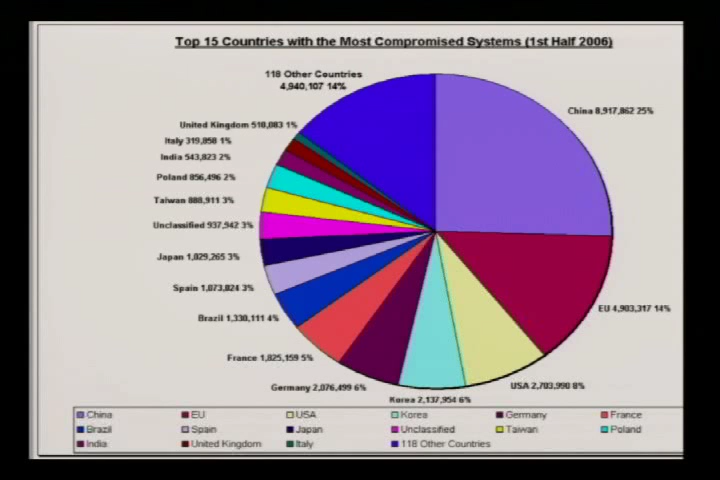 Top 15 Countries with the Most Compromised Systems (1st Half 2006)
118 Other Countries
4,940,107 14%
China 8,917,862 25%
United Kingdom 518,083 1%
Italy 319,858 1%
India 543,823 2%
Poland 856,496 2%
Taiwan 888,911 3%
Unclassified 937,942 3%
Japan 1,029,265 3%
Spain 1,073,824 3%
Brazil 1,338,111 4%
France 1,825,159 5%
Germany 2,076,499 6%
Korea 2,137,954 6%
USA 2,703,990 8%
EU 4,903,317 14%
China EU USA Korea Germany France
Brazil Spain Japan Unclassified Taiwan Poland
India United Kingdom Italy 118 Other Countries